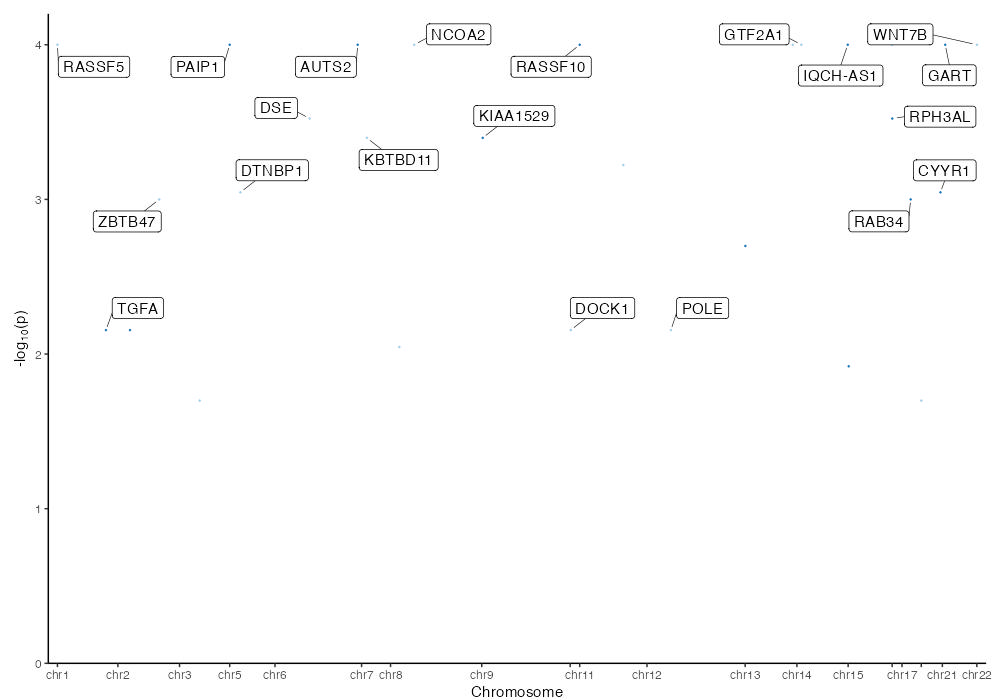 4
NCOA2
GTF2A1
WNT7B
RASSF5
PAIP1
AUTS2
RASSF10
IQCH-AS1
GART
DSE
KIAA1529
RPH3AL
KBTBD11
DTNBP1
CYYR1
3
ZBTB47
RAB34
TGFA
DOCK1
POLE
-log10(p)
2
1
0
chr1 chr2 chr3 chr5 chr6 chr7 chr8 chr9 chr11 chr12 chr13 chr14 chr15 chr17 chr21 chr22
Chromosome